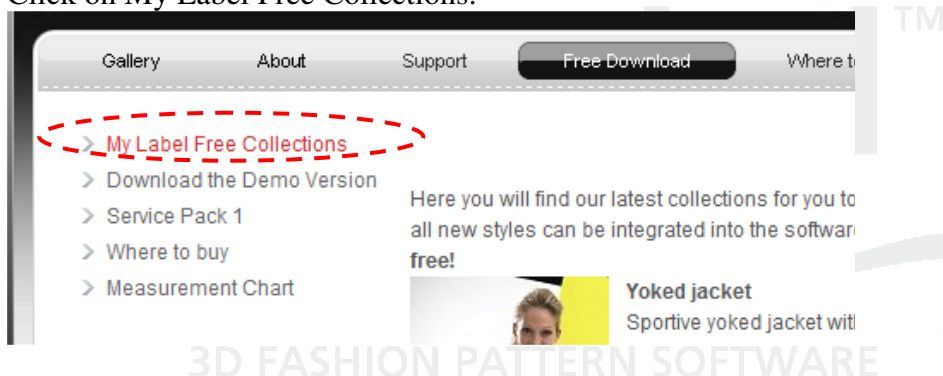 Click on My Label Free Collections.
TM
Gallery About Support Free Download Where t
My Label Free Collections
Download the Demo Version
Service Pack 1
Where to buy
Measurement Chart
Here you will find our latest collections for you to
all new styles can be integrated into the softwar
free!
Yoked jacket
Sportive yoked jacket wit
3D FASHION PATTERN SOFTWARE